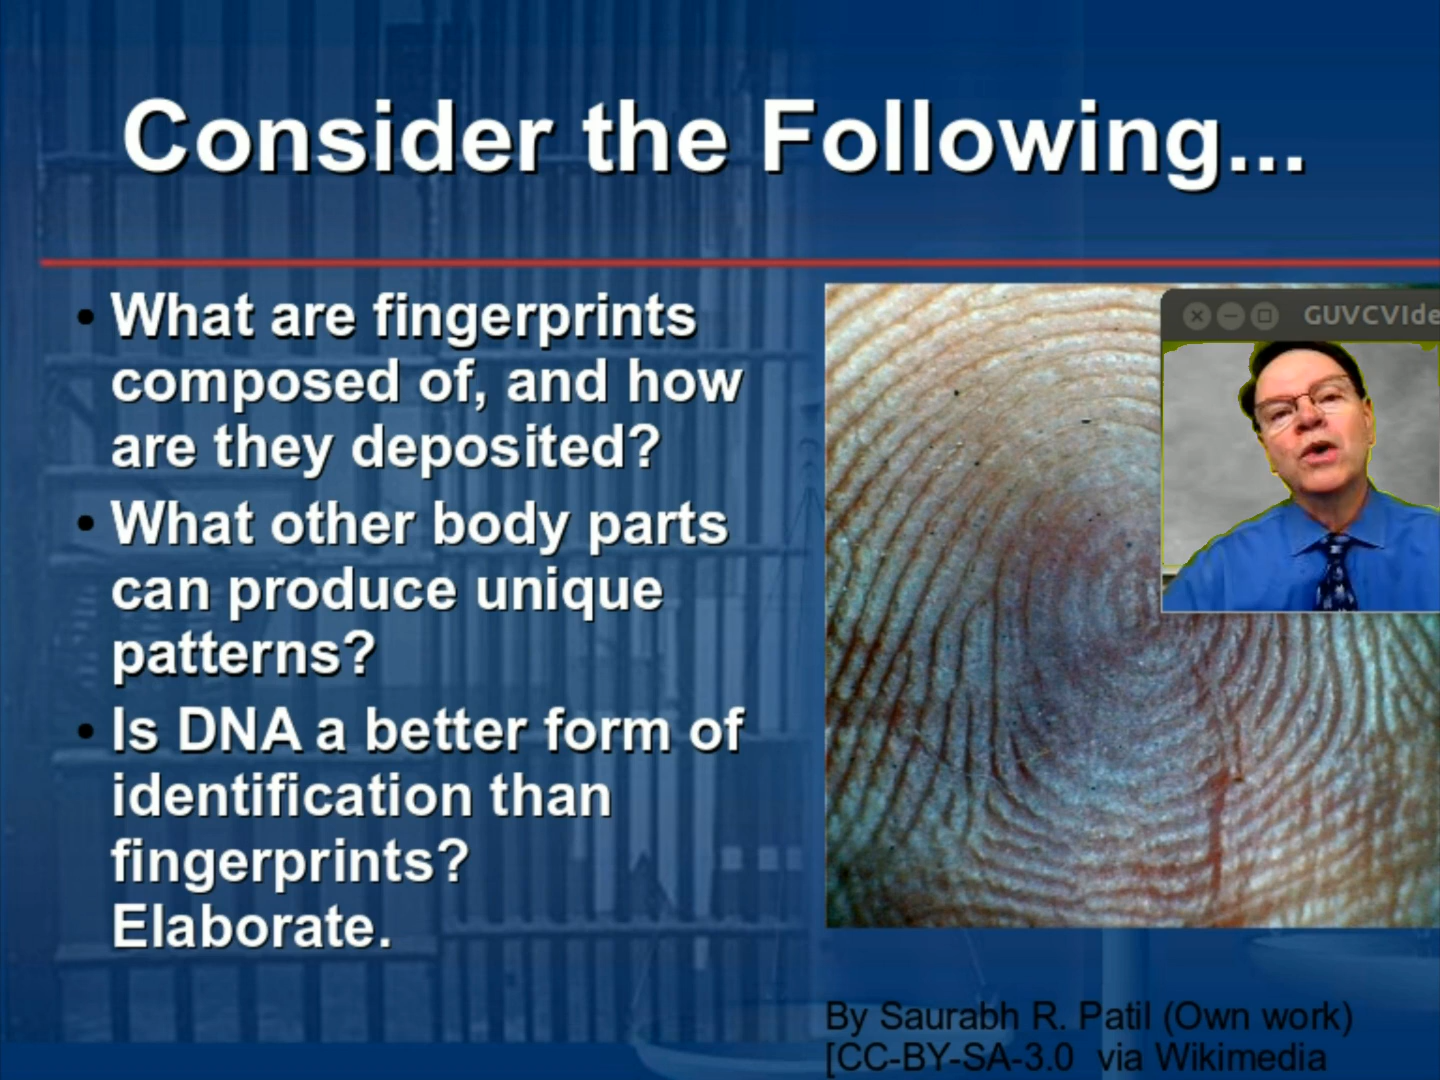 Consider the Following...
• What are fingerprints
composed of, and how
are they deposited?
• What other body parts
can produce unique
patterns?
• Is DNA a better form of
identification than
fingerprints?
Elaborate.
GUVCVIde
By Saurabh R. Patil (Own work)
[CC-BY-SA-3.0 via Wikimedia